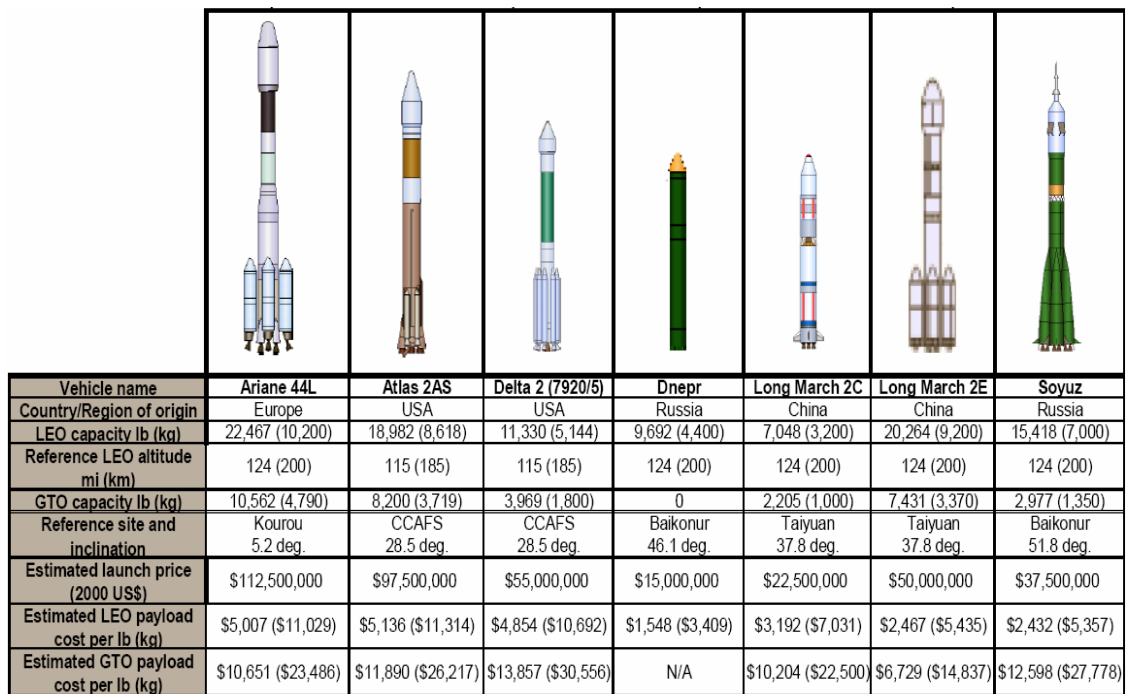 Vehicle name Ariane 44L Atlas 2AS Delta 2 (7920/5) Dnepr Long March 2C Long March 2E Soyuz
Country/Region of origin Europe USA USA Russia China China Russia
LEO capacity lb (kg) 22,467 (10,200) 18,982 (8,618) 11,330 (5,144) 9,692 (4,400) 7,048 (3,200) 20,264 (9,200) 15,418 (7,000)
Reference LEO altitude
mi (km) 124 (200) 115 (185) 115 (185) 124 (200) 124 (200) 124 (200) 124 (200)
GTO capacity lb (kg) 10,562 (4,790) 8,200 (3,719) 3,969 (1,800) 0 2,205 (1,000) 7,431 (3,370) 2,977 (1,350)
Reference site and Kourou CCAFS CCAFS Baikonur Taiyuan Taiyuan Baikonur
inclination 5.2 deg. 28.5 deg. 28.5 deg. 46.1 deg. 37.8 deg. 37.8 deg. 51.8 deg.
Estimated launch price
(2000 US$) $112,500,000 $97,500,000 $55,000,000 $15,000,000 $22,500,000 $50,000,000 $37,500,000
Estimated LEO payload
cost per lb (kg) $5,007 ($11,029) $5,136 ($11,314) $4,854 ($10,692) $1,548 ($3,409) $3,192 ($7,031) $2,467 ($5,435) $2,432 ($5,357)
Estimated GTO payload
cost per lb (kg) $10,651 ($23,486) $11,890 ($26,217) $13,857 ($30,556) N/A $10,204 ($22,500) $6,729 ($14,837) $12,598 ($27,778)